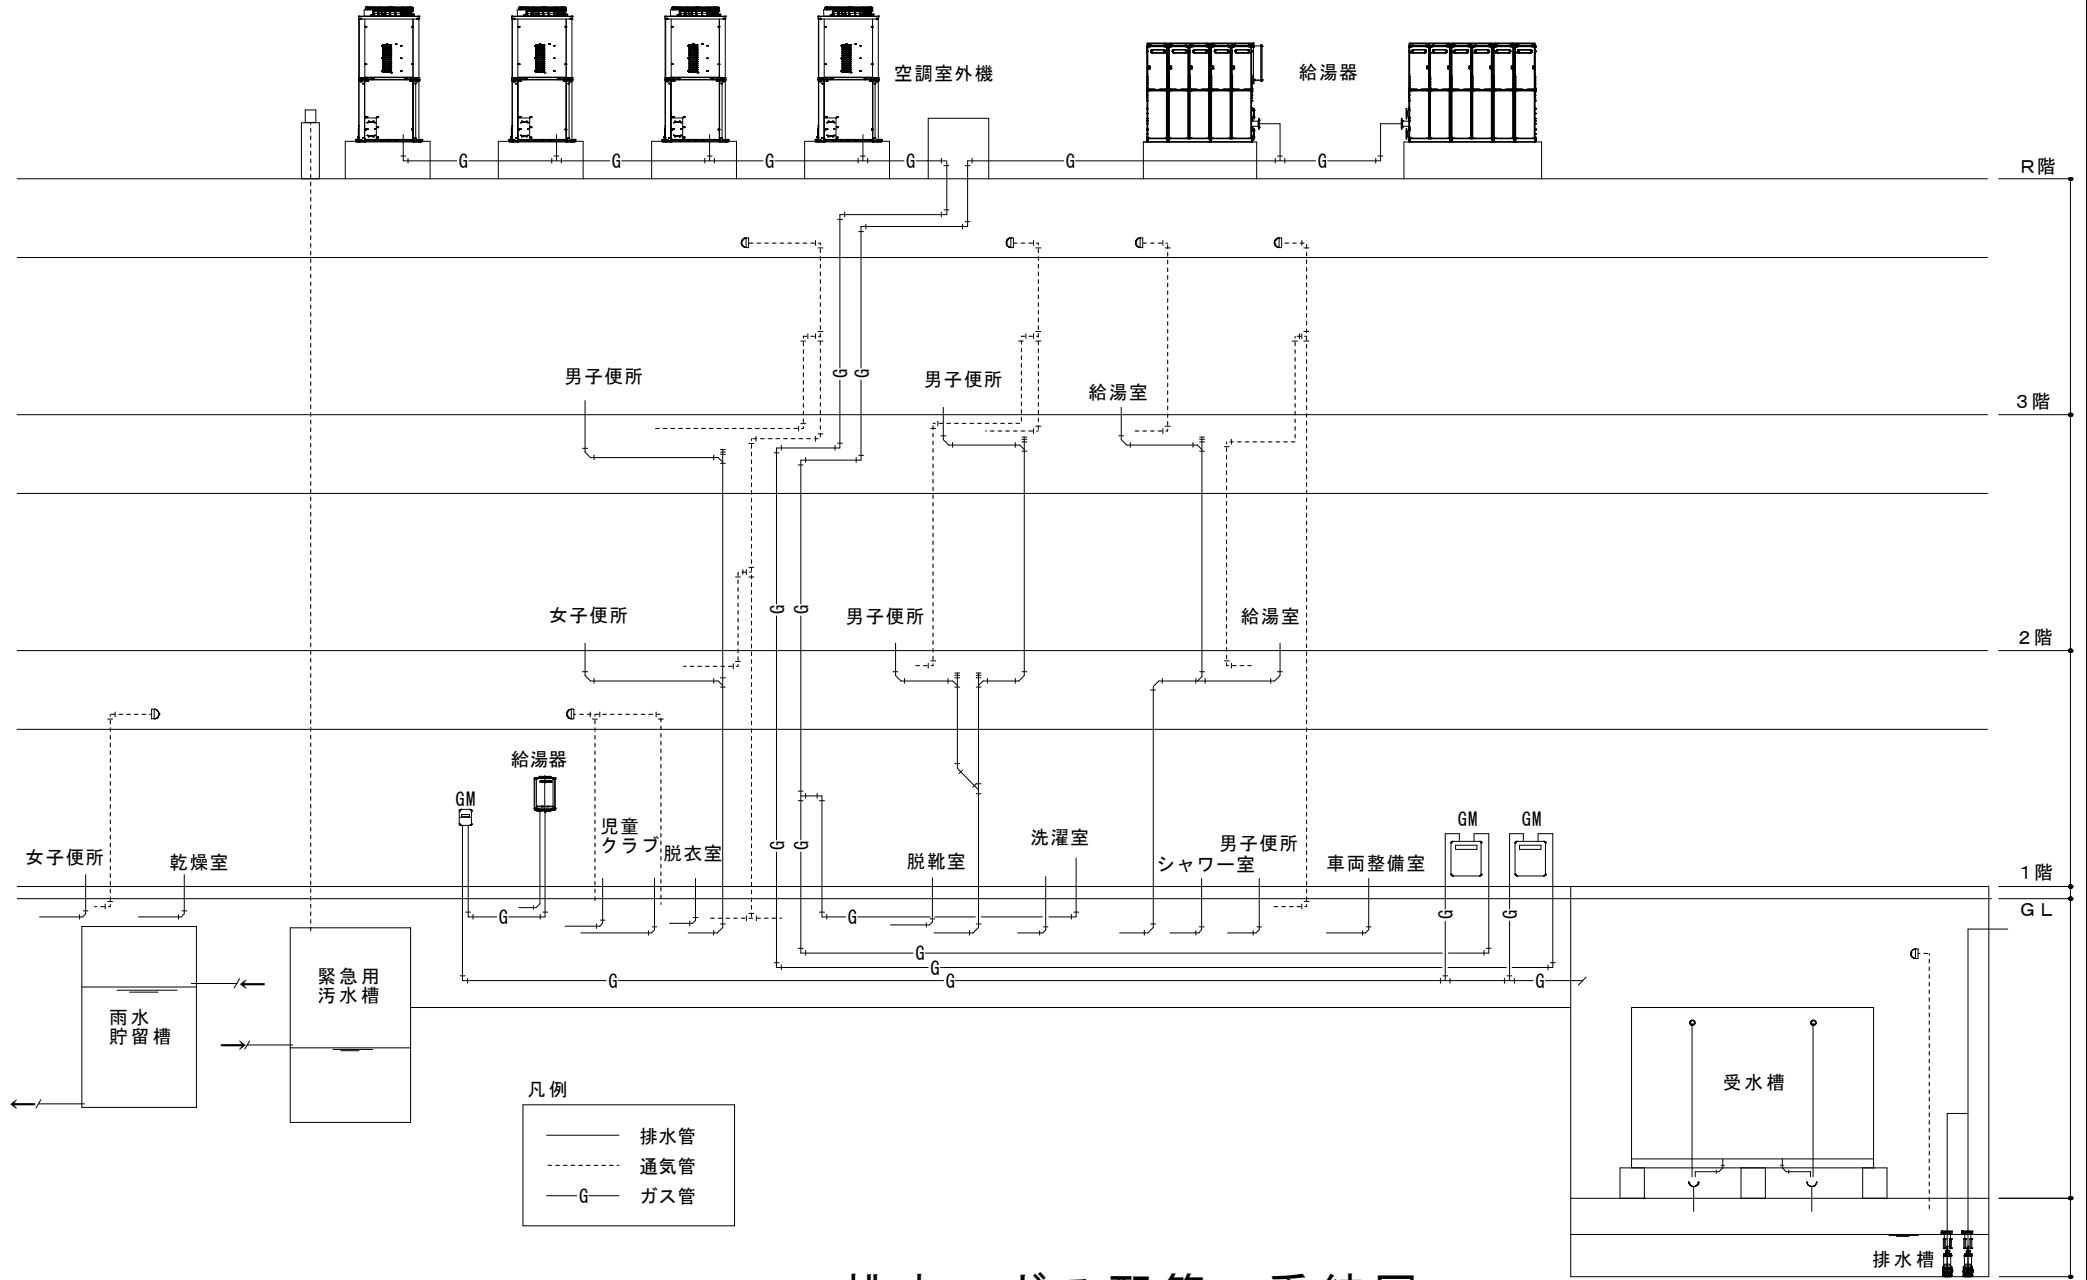 空調室外機
給湯器
G
G
G
G
G
G
R階
男子便所
男子便所
給湯室
G
G
3階
女子便所
男子便所
給湯室
G
G
2階
給湯器
GM
GM
GM
女子便所
乾燥室
児童
クラブ
脱衣室
G
G
脱靴室
洗濯室
シャワー室
男子便所
車両整備室
1階
GL
G
G
G
G
G
G
G
G
G
緊急用
汚水槽
雨水
貯留槽
受水槽
排水槽
凡例
排水管
通気管
G
ガス管